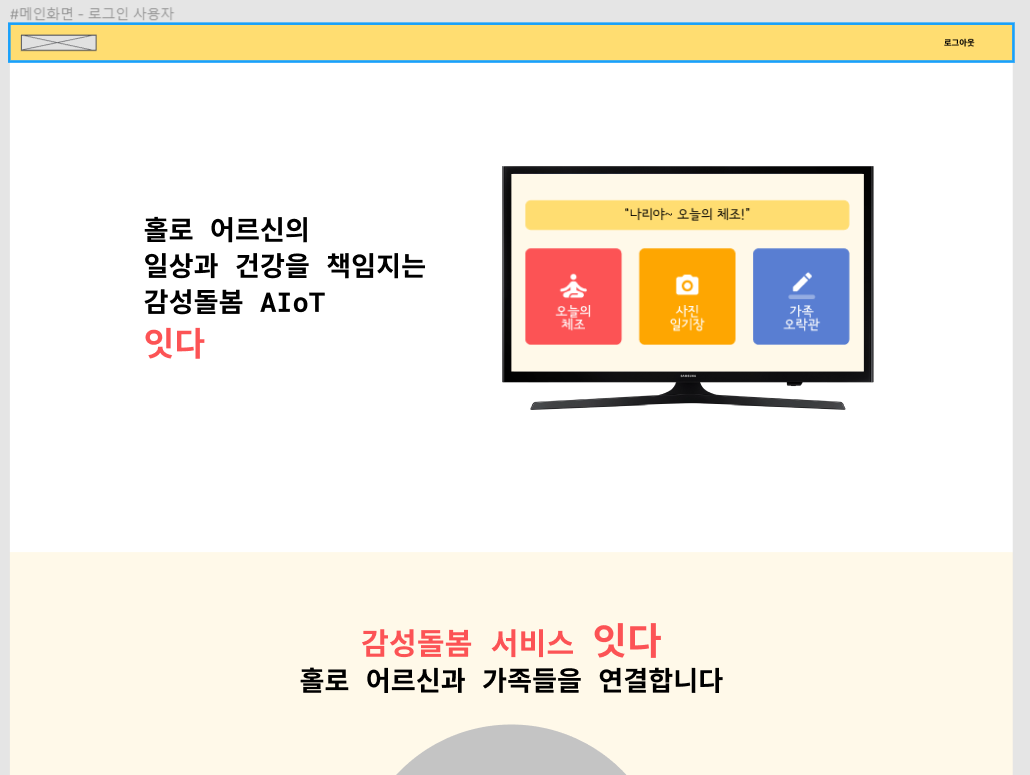 #메인화면 - 로그인 사용자
로그아웃
홀로 어르신의
일상과 건강을 책임지는
감성돌봄 AIoT
잇다
"나리야~ 오늘의 체조!"
오늘의
체조
사진
일기장
가족
오락관
SAMSUNG
감성돌봄 서비스 잇다
홀로 어르신과 가족들을 연결합니다